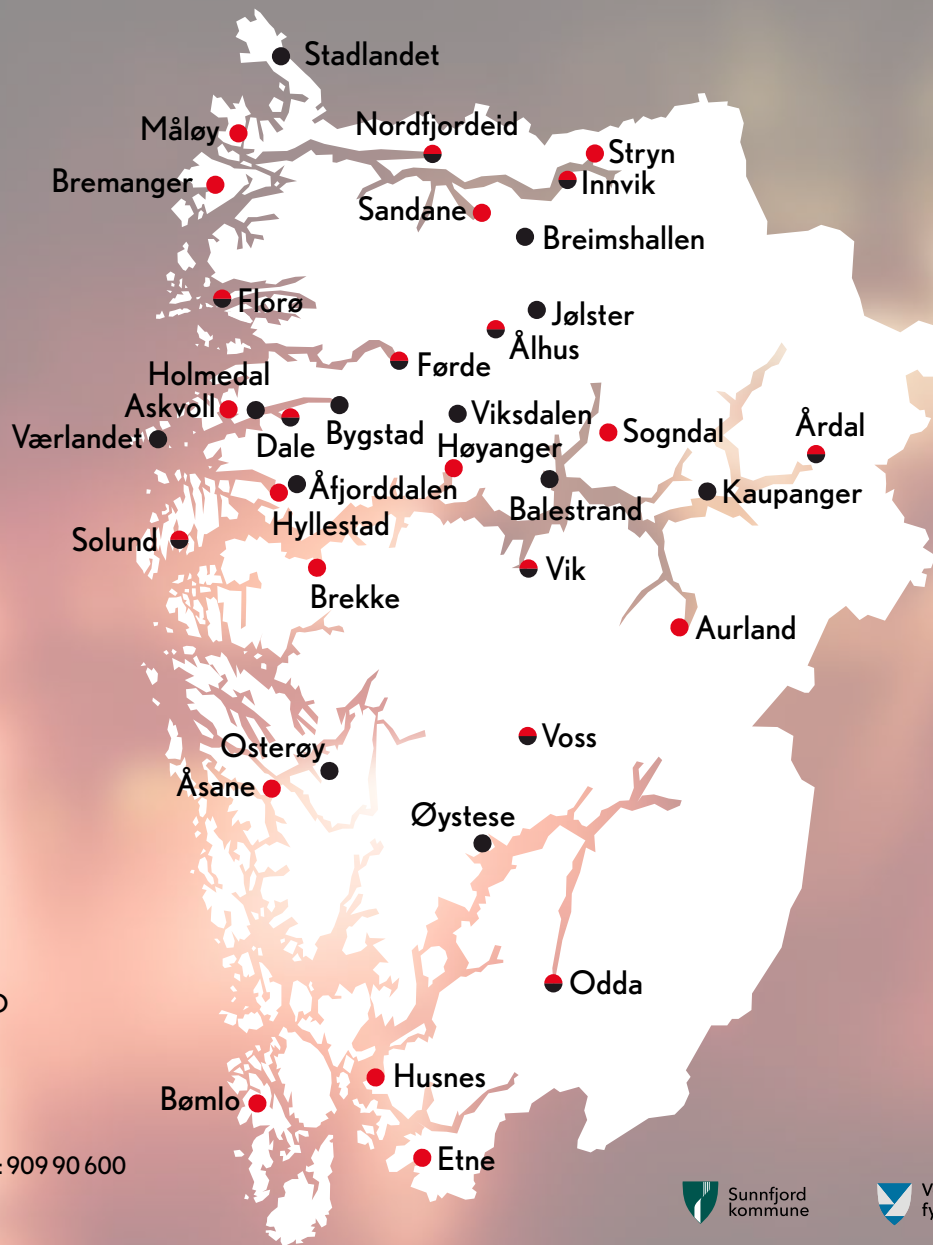 Stadlandet
Måløy
Nordfjordeid
Stryn
Bremanger
Innvik
Sandane
Breimshallen
Florø
Jølster
Ålhus
Førde
Holmedal
Askvoll
Værlandet
Dale
Bygstad
Viksdalen
Høyanger
Sogndal
Årdal
Åfjorddalen
Hyllestad
Balestrand
Kaupanger
Solund
Vik
Brekke
Aurland
Osterøy
Voss
Åsane
Øystese
Odda
Husnes
Bømlo
Etne
909 90 600
Sunnfjord
kommune